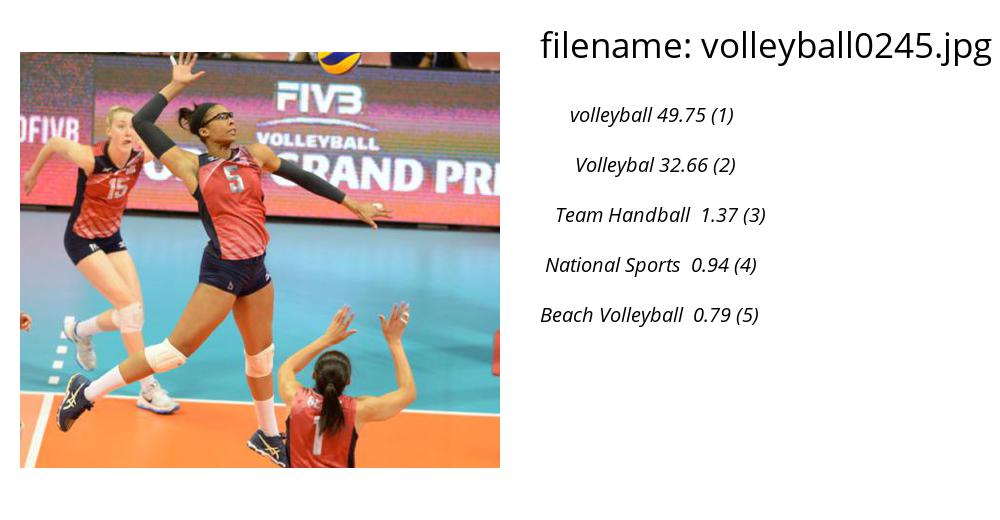 filename: volleyball0245.jpg
volleyball 49.75 (1)
Volleybal 32.66 (2)
Team Handball 1.37 (3)
National Sports 0.94 (4)
Beach Volleyball 0.79 (5)
FIVB
VOLLEYBALL
GRAND PRI
OFIVB
15
5
1